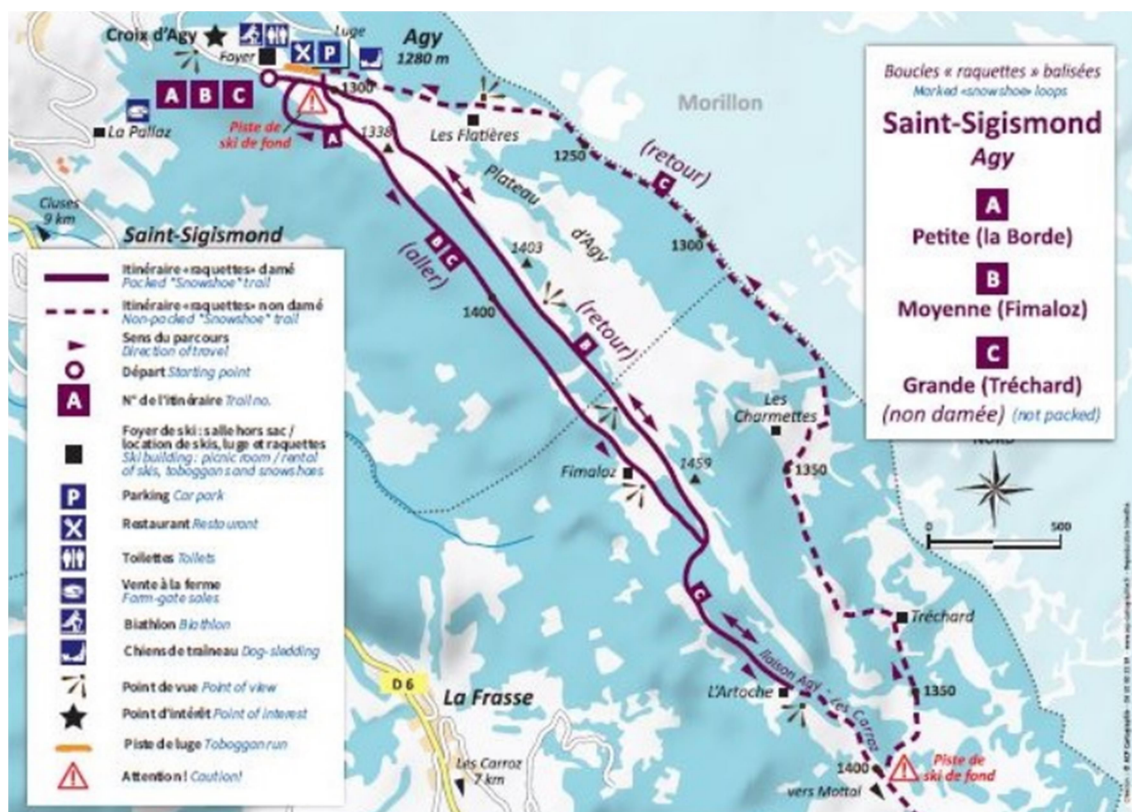 Croix d'Agy
Foyer
Luge
P
Agy
1280 m
A B C
1300
Piste de
ski de fond
A
La Pallaz
1338
Les Flatières
Morillon
1250
(retour)
C
1300
Plateau
d'Agy
1403
B C
(aller)
1400
(retour)
B
Cluses
9 km
Saint-Sigismond
Les
Charmettes
1350
Fimaloz
1459
C
Tréchard
liaison Agy - Les Carroz
L'Artoche
1350
1400
Piste de
ski de fond
vers Mottal
D 6
La Frasse
Les Carroz
7 km
Itinéraire «raquettes» damé
Packed "Snowshoe" trail
Itinéraire «raquettes» non damé
Non-packed "Snowshoe" trail
Sens du parcours
Direction of travel
Départ Starting point
A
N° de l'itinéraire Trail no.
Foyer de ski : salle hors sac /
location de skis, luge et raquettes
Ski building : picnic room / rental
of skis, toboggans and snowshoes
P
Parking Car park
Restaurant Restaurant
Toilettes Toilets
Vente à la ferme
Farm-gate sales
Biathlon Biathlon
Chiens de traîneau Dog-sledding
Point de vue Point of view
Point d'intérêt Point of interest
Piste de luge Toboggan run
Attention ! Caution!
Boucles « raquettes » balisées
Marked «snowshoe» loops
Saint-Sigismond
Agy
A
Petite (la Borde)
B
Moyenne (Fimaloz)
C
Grande (Tréchard)
(non damée) (not packed)
NORD
0 500